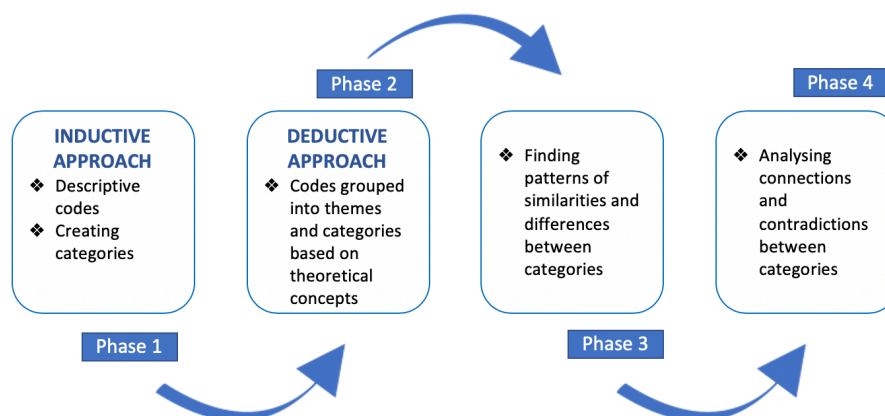 Phase 2
Phase 4
INDUCTIVE
APPROACH
❖ Descriptive
codes
❖ Creating
categories
DEDUCTIVE
APPROACH
❖ Codes grouped
into themes
and categories
based on
theoretical
concepts
❖ Finding
patterns of
similarities and
differences
between
categories
❖ Analysing
connections
and
contradictions
between
categories
Phase 1
Phase 3